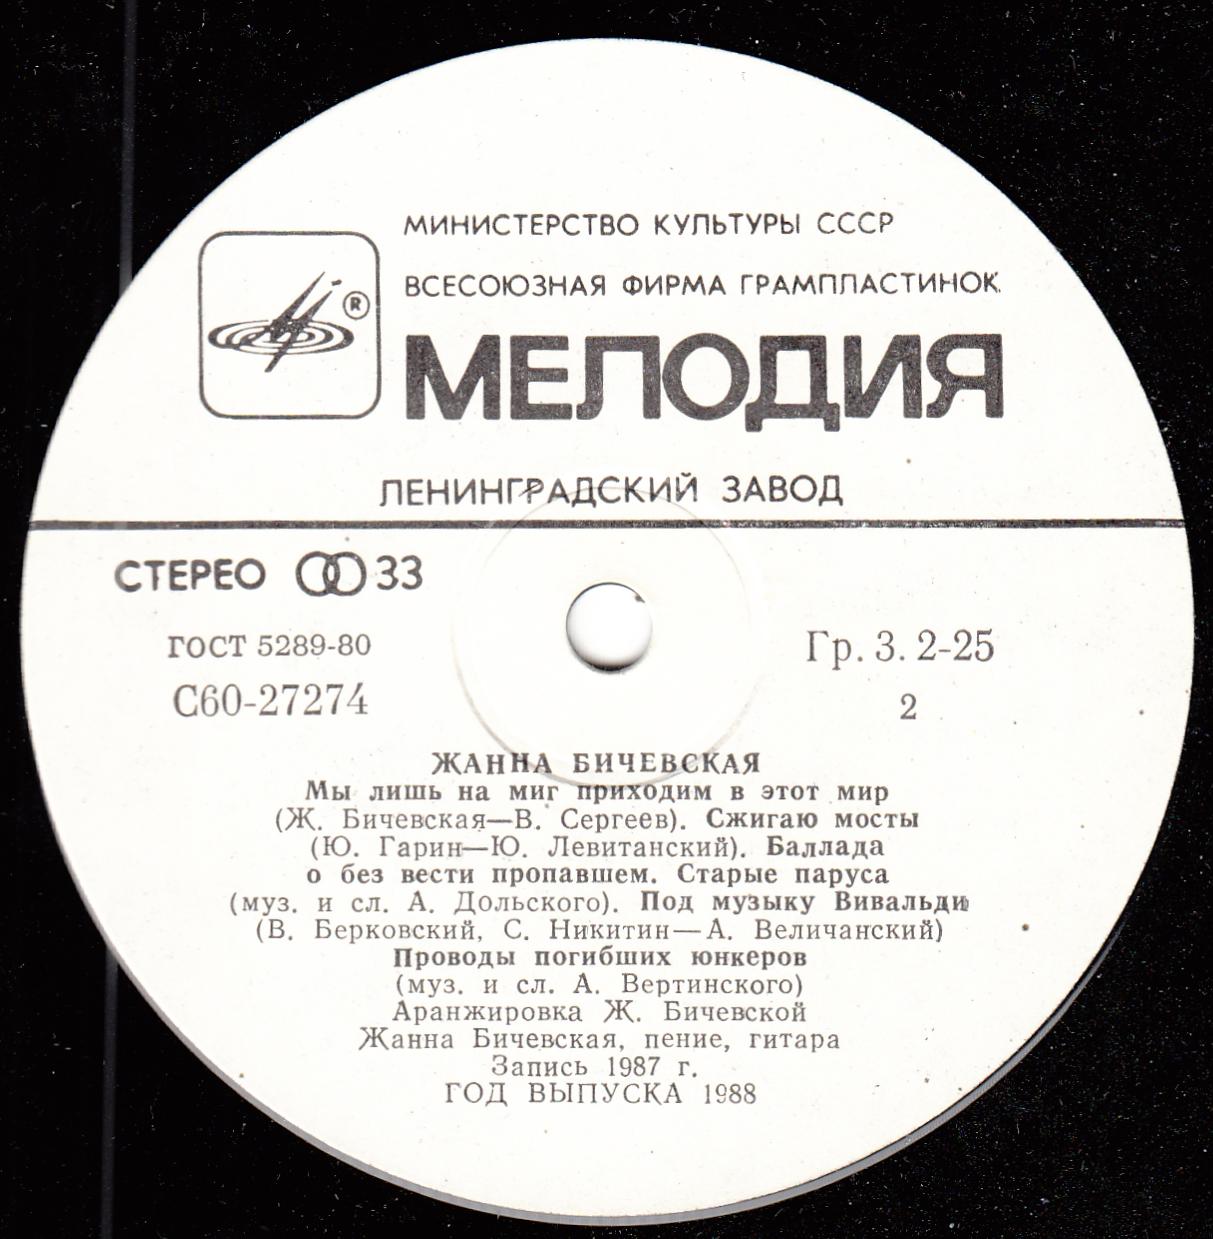 МИНИСТЕРСТВО КУЛЬТУРЫ СССР
ВСЕСОЮЗНАЯ ФИРМА ГРАМПЛАСТИНОК
®
МЕЛОДИЯ
ЛЕНИНГРАДСКИЙ ЗАВОД
СТЕРЕО 33
ГОСТ 5289-80
Гр. 3. 2-25
С60-27274
2
ЖАННА БИЧЕВСКАЯ
Мы лишь на миг приходим в этот мир
(Ж. Бичевская—В. Сергеев). Сжигаю мосты
(Ю. Гарин—Ю. Левитанский). Баллада
о без вести пропавшем. Старые паруса
(муз. и сл. А. Дольского). Под музыку Вивальди
(В. Берковский, С. Никитин—А. Величанский)
Проводы погибших юнкеров
(муз. и сл. А. Вертинского)
Аранжировка Ж. Бичевской
Жанна Бичевская, пение, гитара
Запись 1987 г.
ГОД ВЫПУСКА 1988